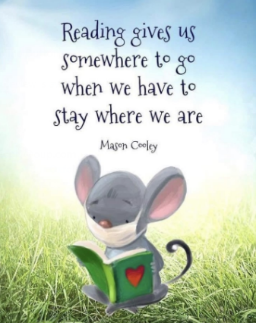 Reading gives us
somewhere to go
when we have to
stay where we are
Mason Cooley